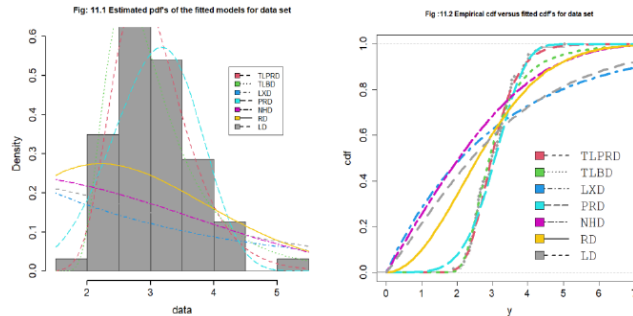 Fig: 11.1 Estimated pdf's of the fitted models for data set
0.6
0.5
0.4
0.3
0.2
0.1
0.0
Density
TLPRD
TLBD
LXD
PRD
NHD
RD
LD
2
3
4
5
data
Fig :11.2 Empirical cdf versus fitted cdf's for data set
1.0
0.8
0.6
0.4
0.2
0.0
cdf
TLPRD
TLBD
LXD
PRD
NHD
RD
LD
0
1
2
3
4
5
6
7
y